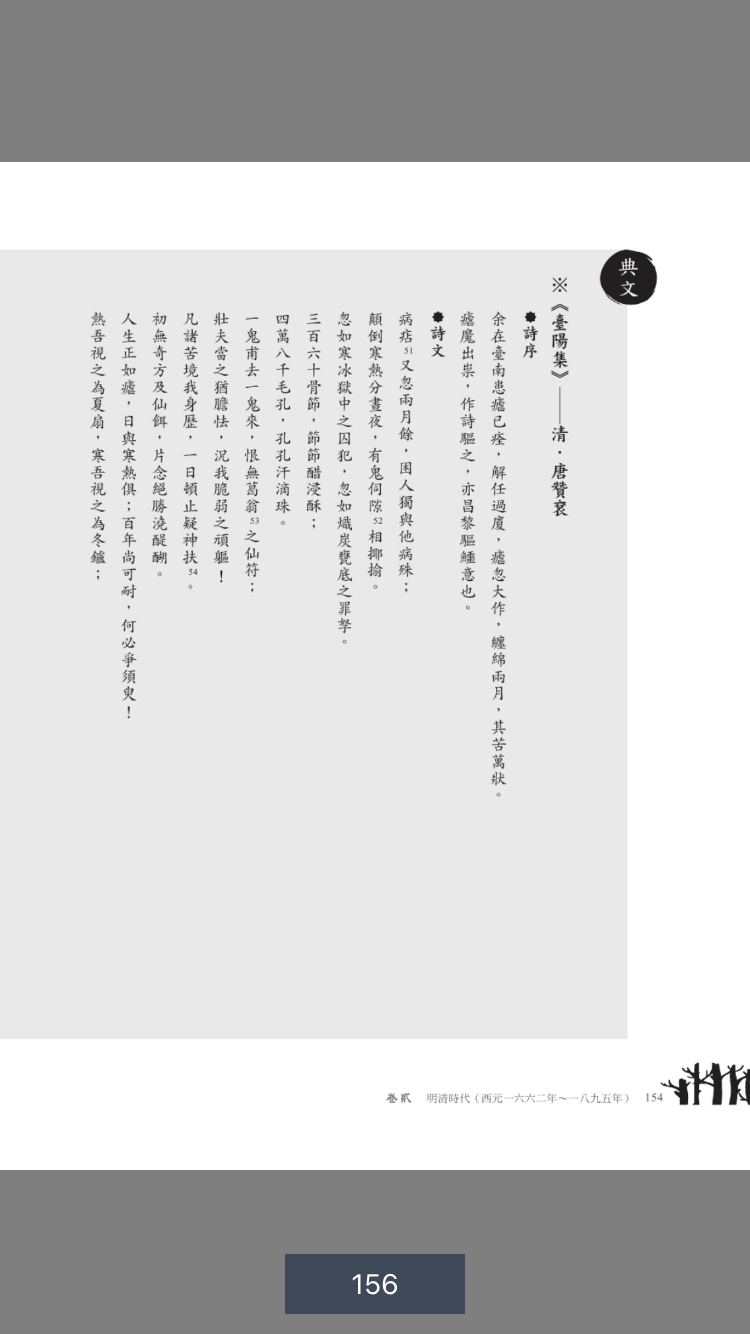 典文
※《臺陽集》——清．唐贊袞
✽詩序
余在臺南患瘧已痊，解任過廈，瘧忽大作，纏綿兩月，其苦萬狀。
瘧魔出祟，作詩驅之，亦昌黎驅鱷意也。
✽詩文
病痁51又忽兩月餘，困人獨與他病殊；
顛倒寒熱分晝夜，有鬼伺隙52相揶揄。
忽如寒冰獄中之囚犯，忽如熾炭甕底之罪孥。
三百六十骨節，節節醋浸酥；
四萬八千毛孔，孔孔汗滴珠。
一鬼甫去一鬼來，恨無葛翁53之仙符；
壯夫當之猶膽怯，況我脆弱之頑軀！
凡諸苦境我身歷，一日頓止疑神扶54。
初無奇方及仙餌，片念絕勝澆醍醐。
人生正如瘧，日與寒熱俱；百年尚可耐，何必爭須臾！
熱吾視之為夏扇，寒吾視之為冬鑪；
卷貳 明清時代（西元一六六二年～一八九五年） 154
156